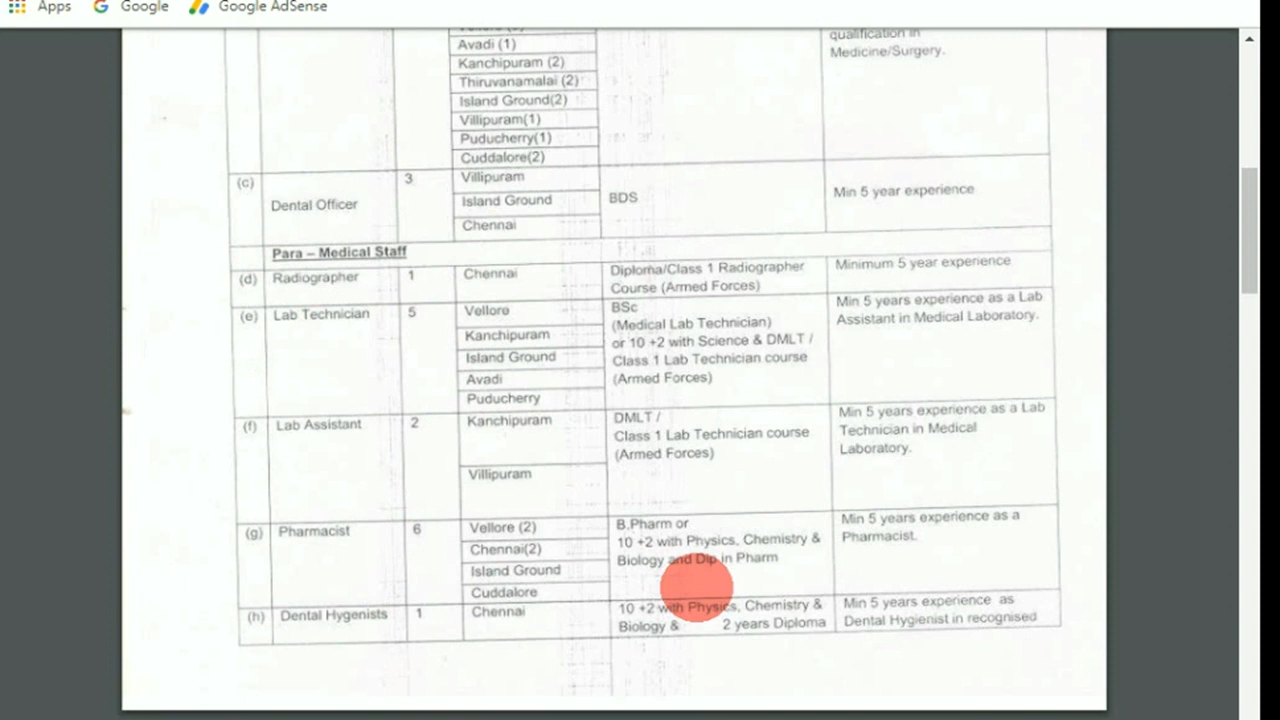 Apps Google Google AdSense
qualification in
Medicine/Surgery.
Avadi (1)
Kanchipuram (2)
Thiruvanamalai (2)
Island Ground(2)
Villipuram(1)
Puducherry(1)
Cuddalore(2)
(c) Dental Officer 3 Villipuram BDS Min 5 year experience
Island Ground
Chennai
Para – Medical Staff
(d) Radiographer 1 Chennai Diploma/Class 1 Radiographer Minimum 5 year experience
Course (Armed Forces)
(e) Lab Technician 5 Vellore BSc Min 5 years experience as a Lab
(Medical Lab Technician) Assistant in Medical Laboratory.
Kanchipuram or 10 +2 with Science & DMLT /
Island Ground Class 1 Lab Technician course
Avadi (Armed Forces)
Puducherry
(f) Lab Assistant 2 Kanchipuram DMLT / Min 5 years experience as a Lab
Class 1 Lab Technician course Technician in Medical
(Armed Forces) Laboratory.
Villipuram
(g) Pharmacist 6 Vellore (2) B.Pharm or Min 5 years experience as a
Chennai(2) 10 +2 with Physics, Chemistry & Pharmacist.
Island Ground Biology and Dip in Pharm
Cuddalore
(h) Dental Hygenists 1 Chennai 10 +2 with Physics, Chemistry & Min 5 years experience as
Biology & 2 years Diploma Dental Hygienist in recognised